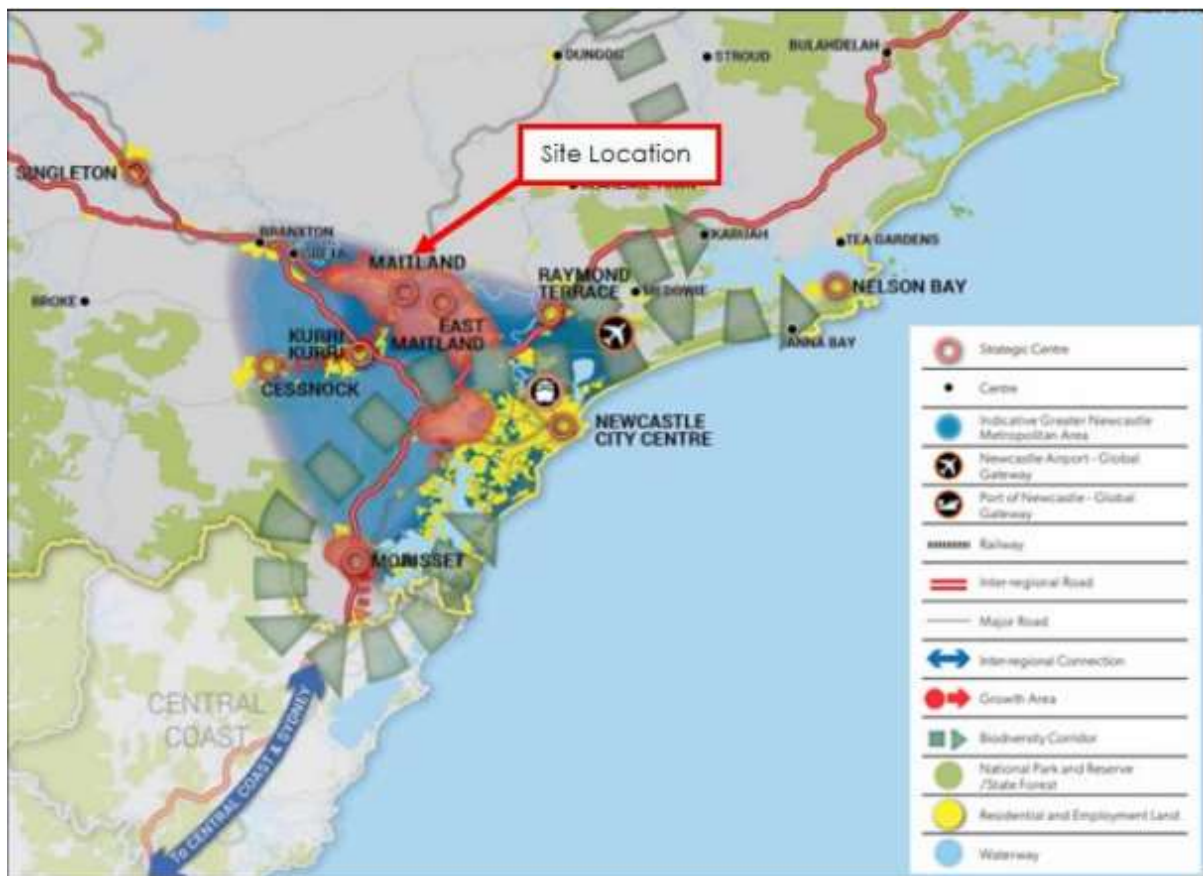 DUNGOG
STROUD
BULAHDELAH
Site Location
SINGLETON
BRANXTON
GRETA
MAITLAND
KARUAH
TEA GARDENS
BROKE
RAYMOND
TERRACE
MEDOWIE
NELSON BAY
KURRI
KURRI
EAST
MAITLAND
ANNA BAY
CESSNOCK
NEWCASTLE
CITY CENTRE
MORISSET
CENTRAL
COAST
TO CENTRAL COAST & SYDNEY
Strategic Centre
Centre
Indicative Greater Newcastle
Metropolitan Area
Newcastle Airport - Global
Gateway
Port of Newcastle - Global
Gateway
Railway
Inter-regional Road
Major Road
Inter-regional Connection
Growth Area
Biodiversity Corridor
National Park and Reserve
/State Forest
Residential and Employment Land
Waterway